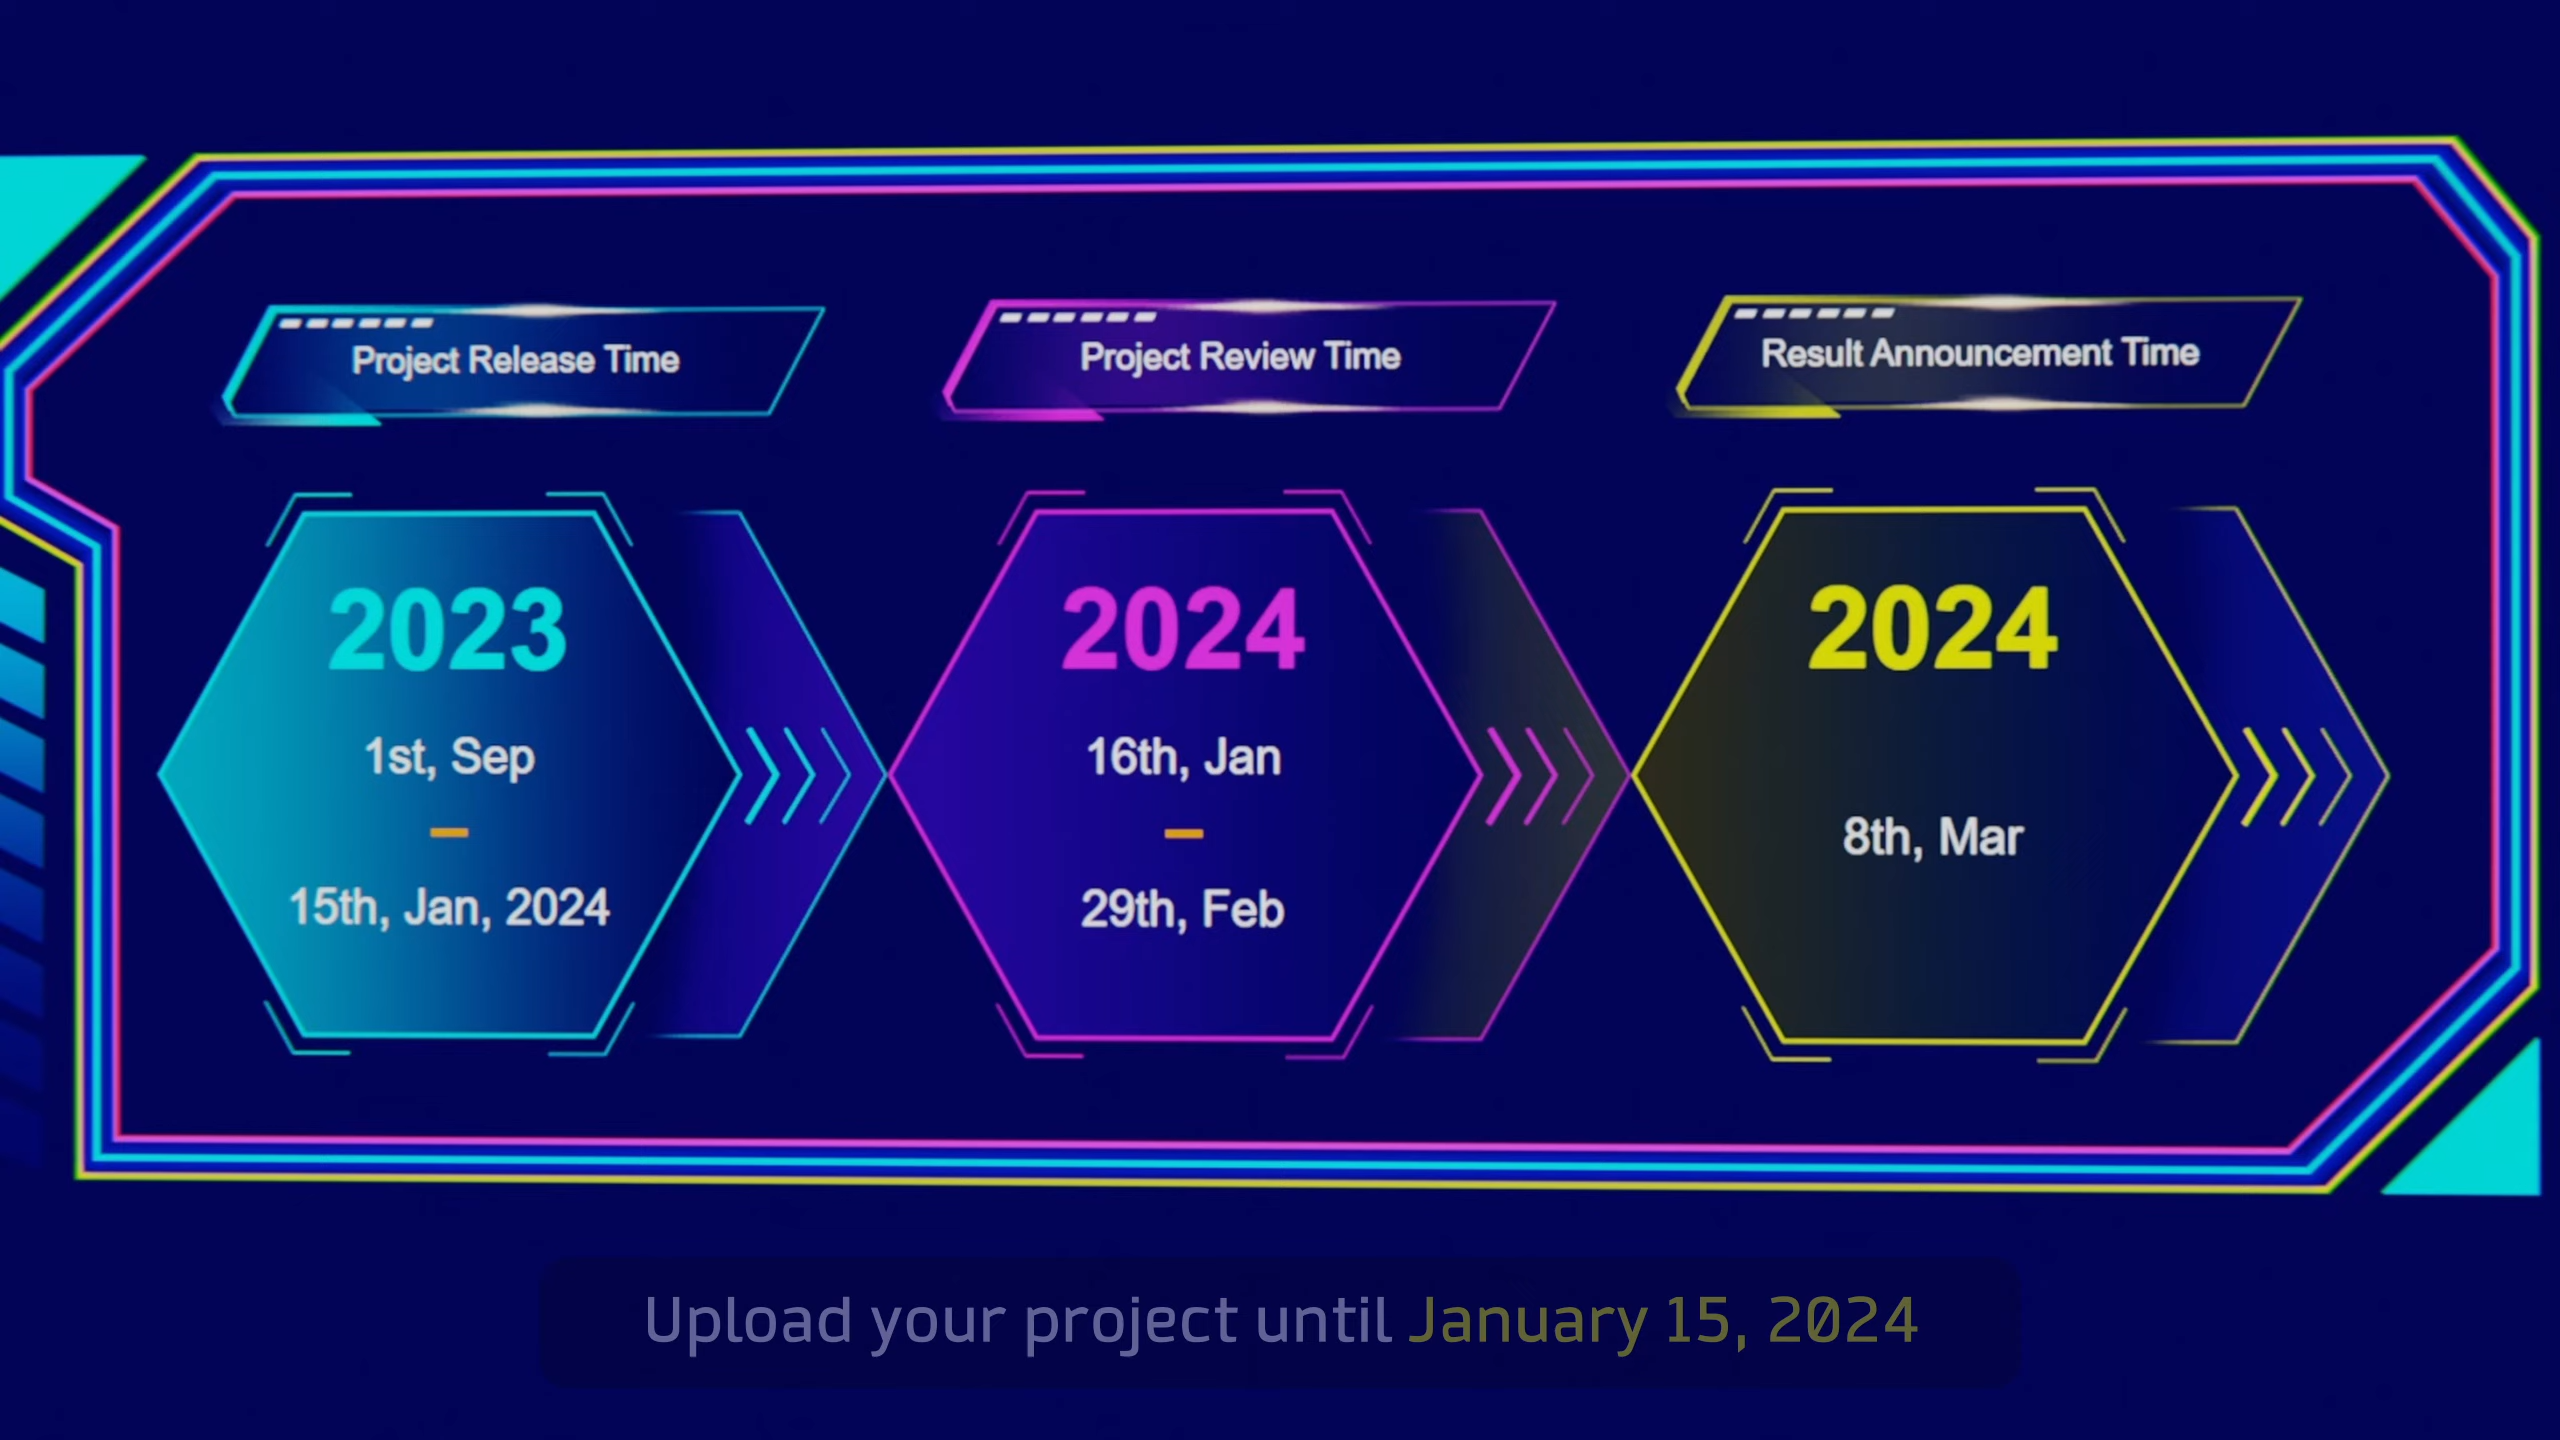 Project Release Time
Project Review Time
Result Announcement Time
2023
1st, Sep
15th, Jan, 2024
2024
16th, Jan
29th, Feb
2024
8th, Mar
Upload your project until January 15, 2024